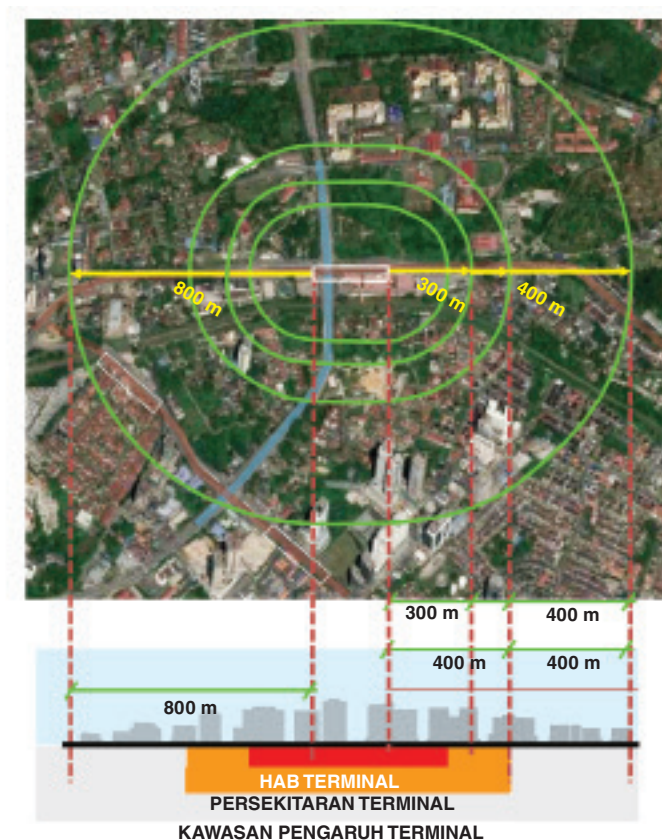 800 m
300 m
400 m
300 m
400 m
400 m
400 m
800 m
HAB TERMINAL
PERSEKITARAN TERMINAL
KAWASAN PENGARUH TERMINAL